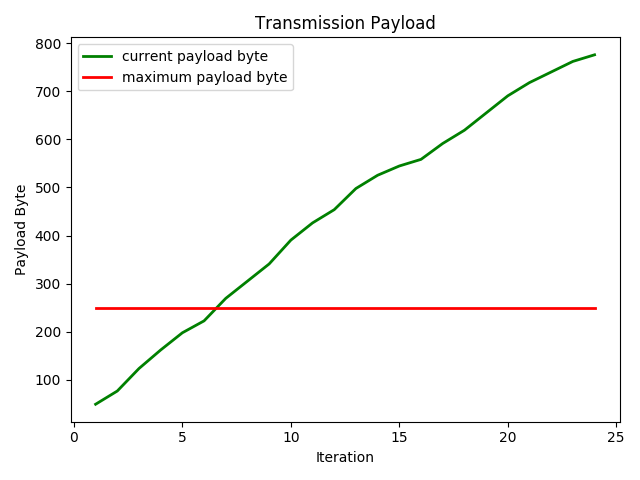 Transmission Payload
current payload byte
maximum payload byte
Payload Byte
800
700
600
500
400
300
200
100
0 5 10 15 20 25
Iteration